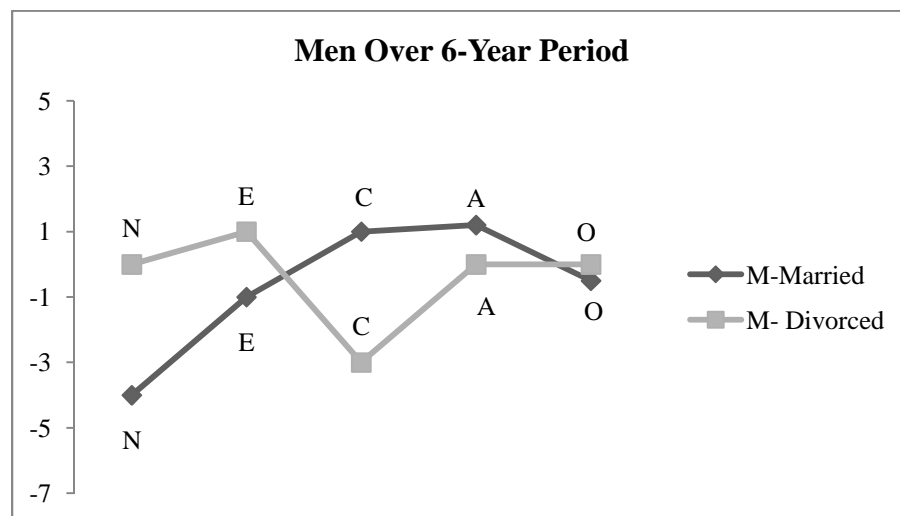 Men Over 6-Year Period
5
3
1
-1
-3
-5
-7
N
E
C
A
O
N
E
C
A
O
M-Married
M- Divorced